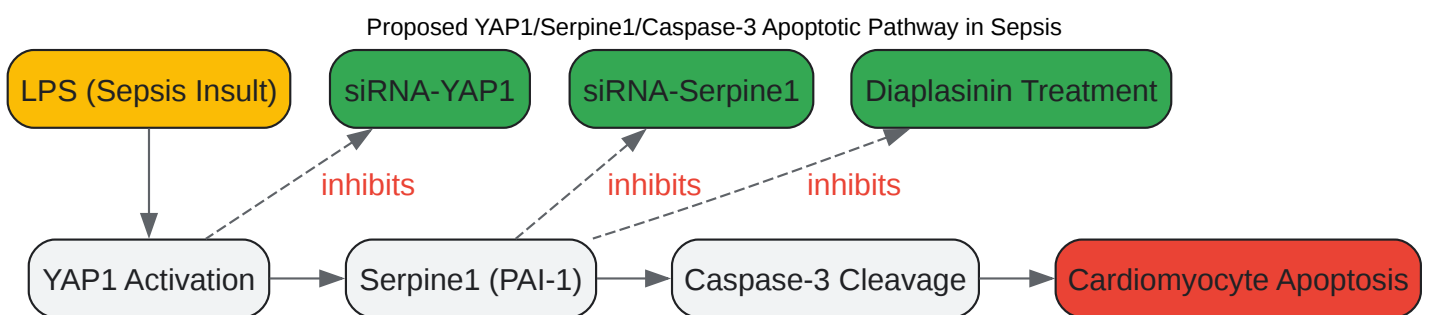 Proposed YAP1/Serpine1/Caspase-3 Apoptotic Pathway in Sepsis
LPS (Sepsis Insult)
siRNA-YAP1
siRNA-Serpine1
Diaplasinin Treatment
inhibits
inhibits
inhibits
YAP1 Activation
Serpine1 (PAI-1)
Caspase-3 Cleavage
Cardiomyocyte Apoptosis